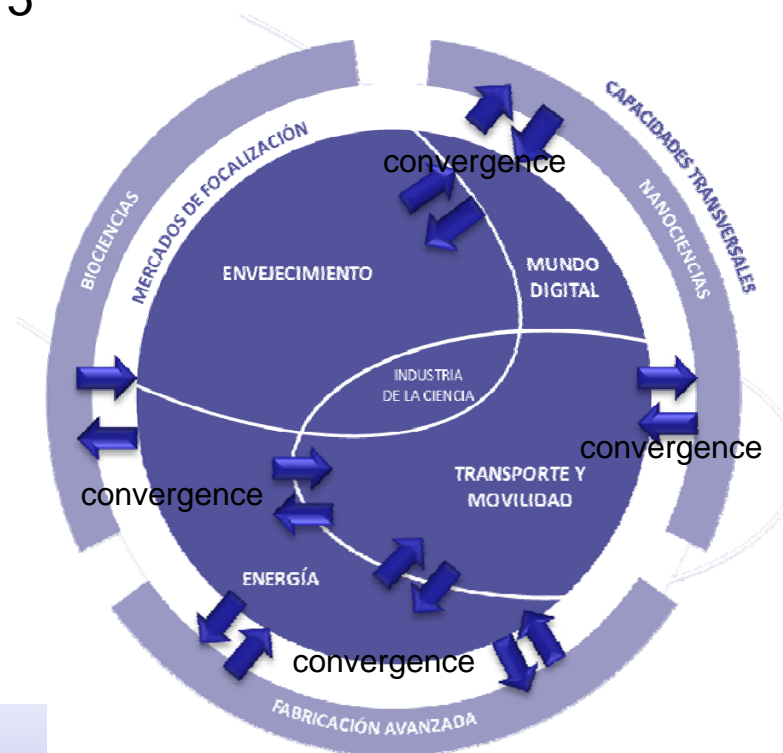 CAPACIDADES TRANSVERSALES
MERCADOS DE FOCALIZACIÓN
convergence
BIOCIENCIAS
NANOCIENCIAS
ENVEJECIMIENTO
MUNDO
DIGITAL
INDUSTRIA
DE LA CIENCIA
convergence
TRANSPORTE Y
MOVILIDAD
convergence
ENERGÍA
convergence
FABRICACIÓN AVANZADA